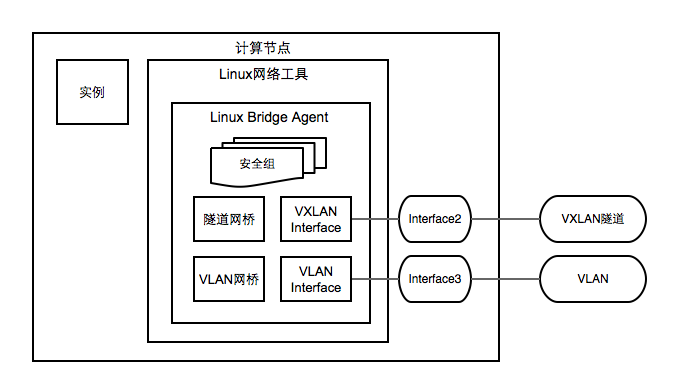 计算节点
Linux网络工具
实例
Linux Bridge Agent
安全组
隧道网桥
VXLAN
Interface
Interface2
VXLAN隧道
VLAN网桥
VLAN
Interface
Interface3
VLAN